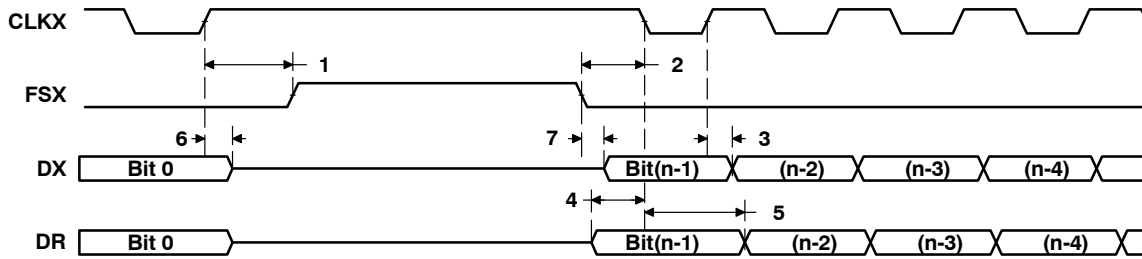 CLKX
1 2
FSX
6 7 3
DX Bit 0 Bit(n-1) (n-2) (n-3) (n-4)
4 5
DR Bit 0 Bit(n-1) (n-2) (n-3) (n-4)